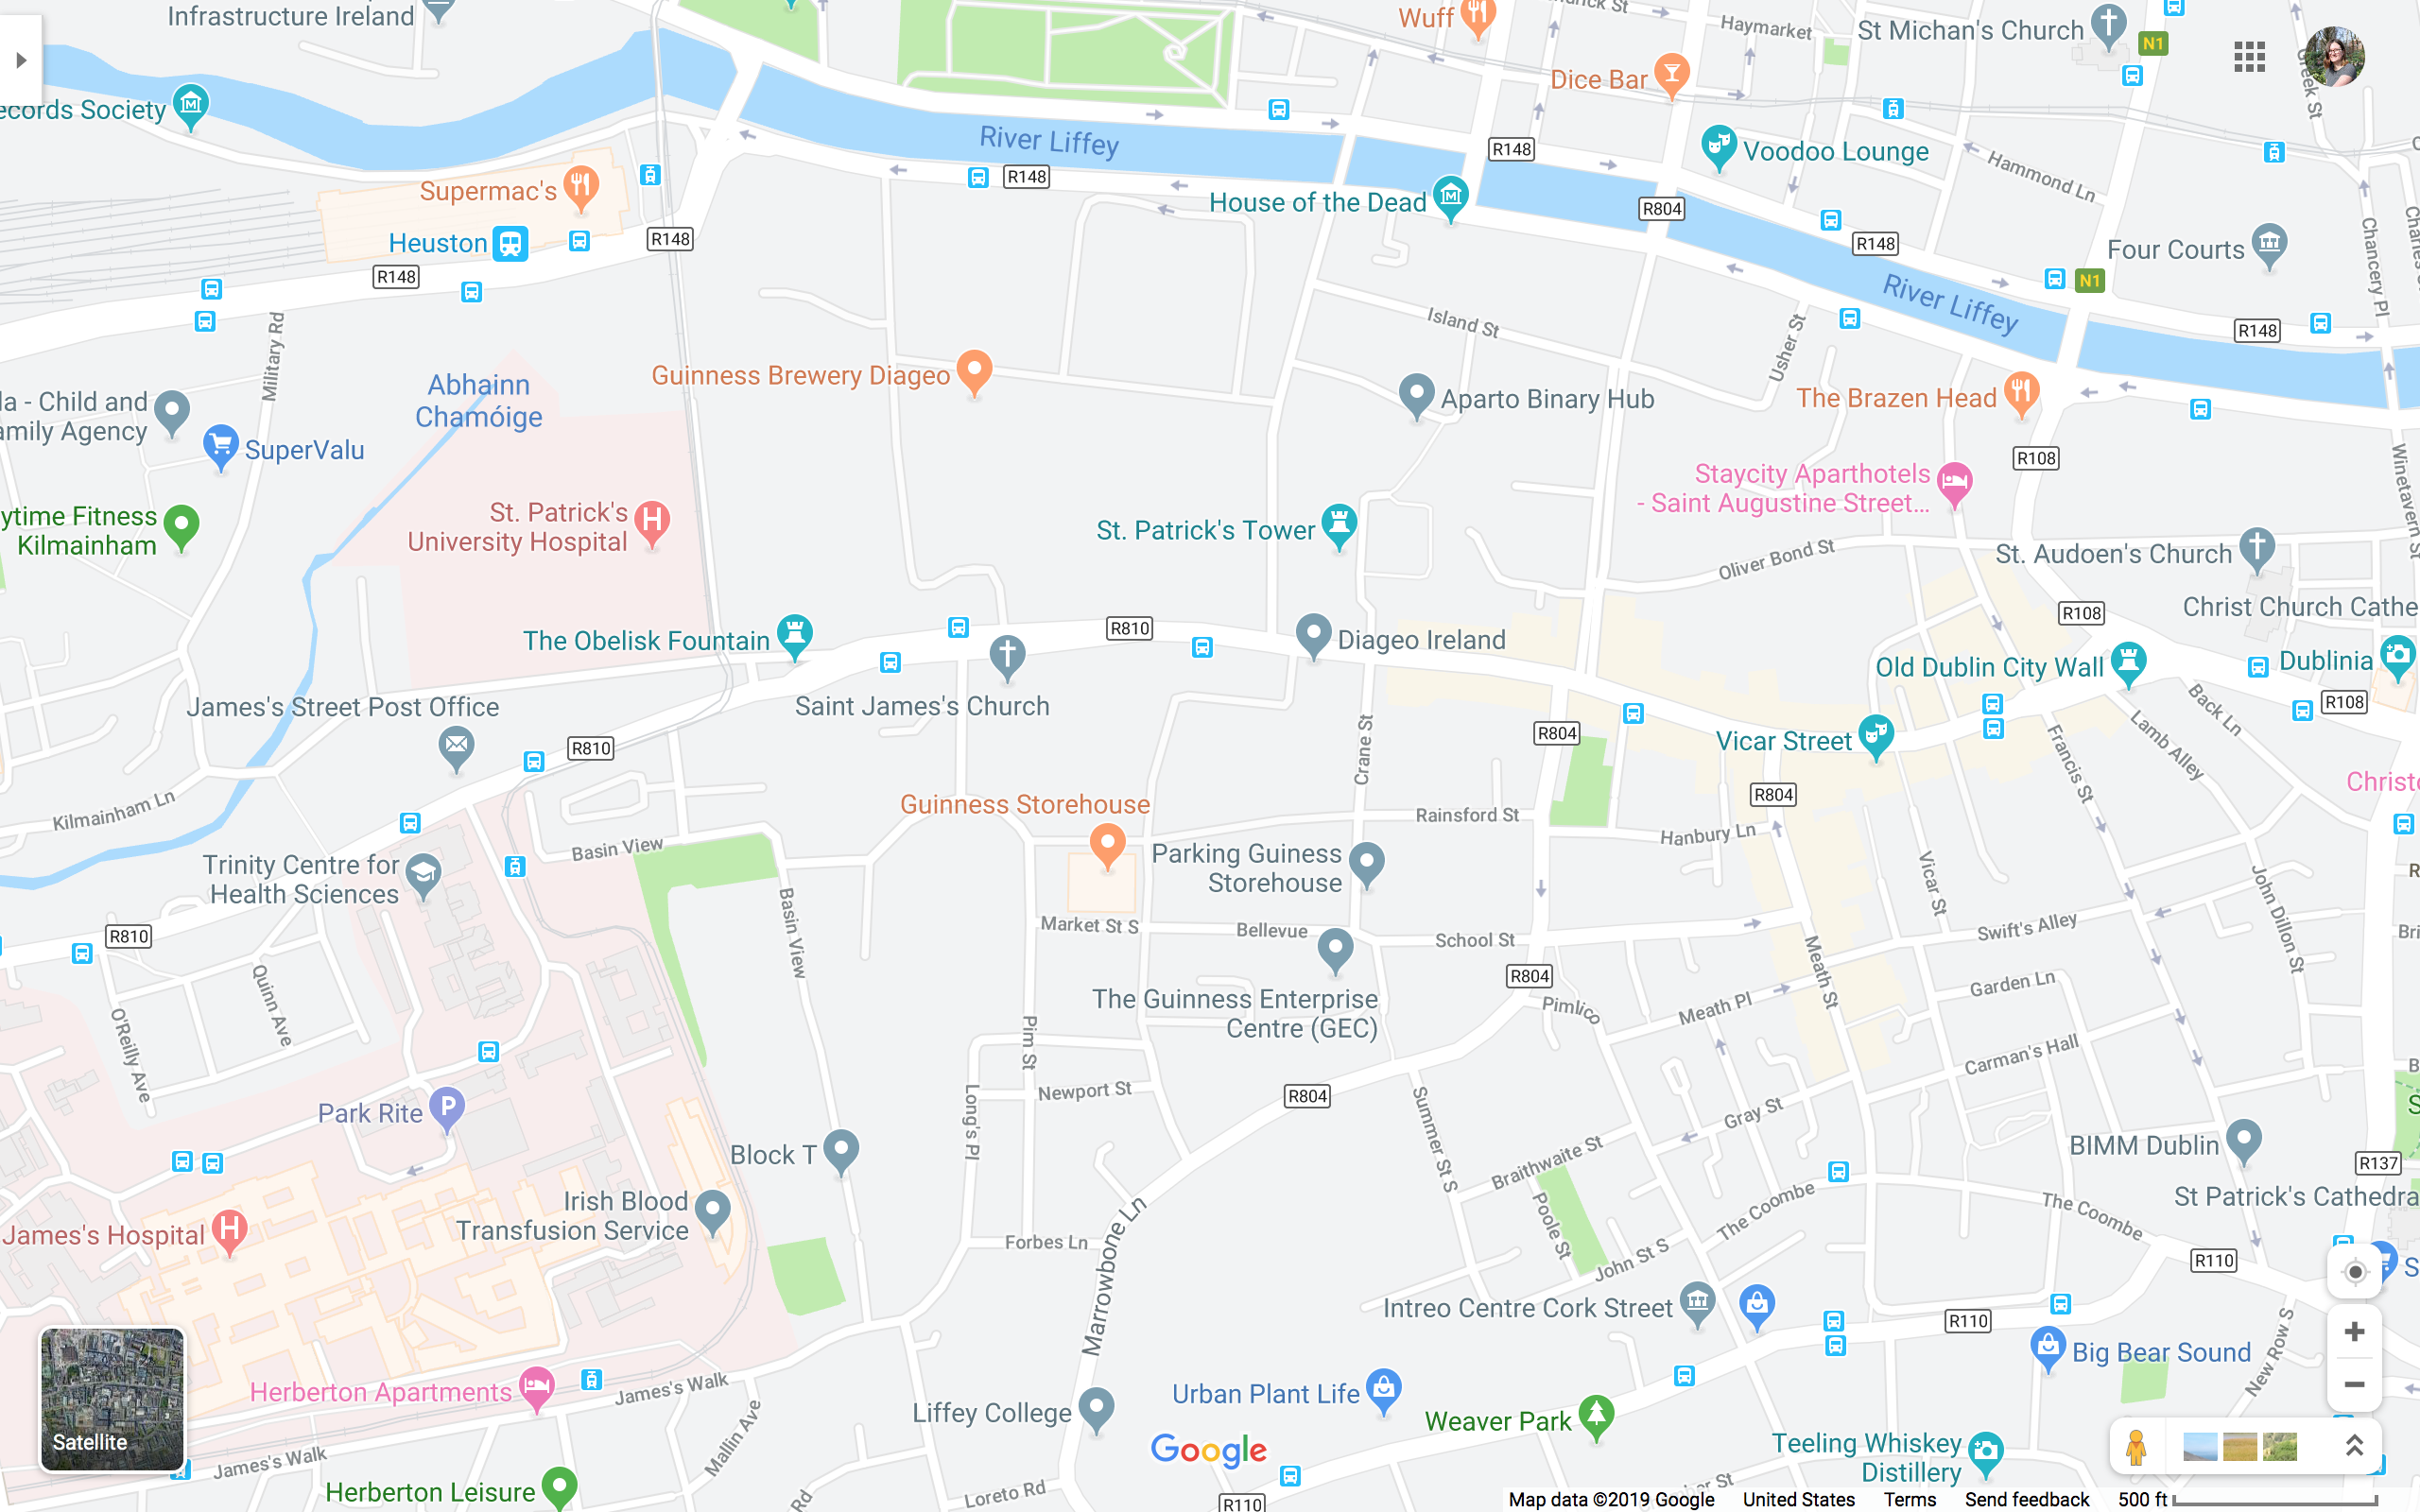 Infrastructure Ireland
Wuff
Haymarket
St Michan's Church
N1
Dice Bar
Greek St
ecords Society
River Liffey
R148
Voodoo Lounge
Hammond Ln
Supermac's
R148
House of the Dead
R804
R148
Four Courts
Chancery Pl
Heuston
R148
R148
N1
River Liffey
R148
Military Rd
Island St
Usher St
Guinness Brewery Diageo
Abhainn
Chamóige
la - Child and
amily Agency
SuperValu
Aparto Binary Hub
The Brazen Head
R108
Winetavern St
Staycity Aparthotels
- Saint Augustine Street...
ytime Fitness
Kilmainham
St. Patrick's
University Hospital
St. Patrick's Tower
Oliver Bond St
St. Audoen's Church
R108
Christ Church Cathe
The Obelisk Fountain
R810
Diageo Ireland
Old Dublin City Wall
Dublinia
R108
Back Ln
Lamb Alley
James's Street Post Office
Saint James's Church
R810
Crane St
R804
Vicar Street
Francis St
Christc
Kilmainham Ln
Guinness Storehouse
Rainsford St
R804
Hanbury Ln
Basin View
Trinity Centre for
Health Sciences
Parking Guiness
Storehouse
Vicar St
John Dillon St
R
Basin View
R810
Market St S
Bellevue
School St
Swift's Alley
Bri
Quinn Ave
O'Reilly Ave
R804
Meath St
Garden Ln
The Guinness Enterprise
Centre (GEC)
Pimlico
Meath Pl
Pim St
Carman's Hall
B
Newport St
R804
Long's Pl
Summer St S
Gray St
S
Park Rite
Block T
Braithwaite St
BIMM Dublin
R137
Irish Blood
Transfusion Service
Poole St
The Coombe
The Coombe
St Patrick's Cathedra
James's Hospital
Forbes Ln
Marrowbone Ln
John St S
R110
S
Intreo Centre Cork Street
R110
Big Bear Sound
New Row S
Herberton Apartments
James's Walk
Mallin Ave
Liffey College
Urban Plant Life
Weaver Park
Satellite
James's Walk
Google
Teeling Whiskey
Distillery
Herberton Leisure
Rd
Loreto Rd
R110
Map data ©2019 Google
United States
Terms
Send feedback
500 ft